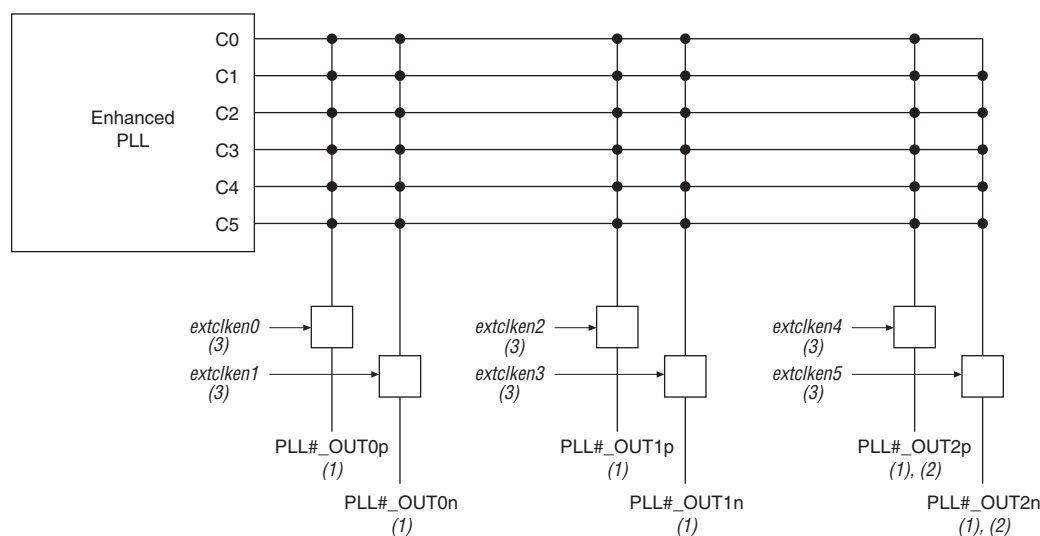 C0
C1
Enhanced
PLL
C2
C3
C4
C5
extclken0
(3)
extclken1
(3)
extclken2
(3)
extclken3
(3)
extclken4
(3)
extclken5
(3)
PLL#_OUT0p
(1)
PLL#_OUT0n
(1)
PLL#_OUT1p
(1)
PLL#_OUT1n
(1)
PLL#_OUT2p
(1), (2)
PLL#_OUT2n
(1), (2)